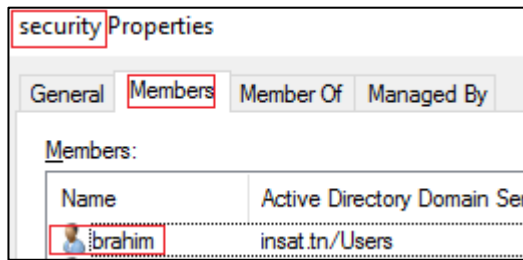 security Properties
General Members Member Of Managed By
Members:
Name Active Directory Domain Ser
brahim insat.tn/Users